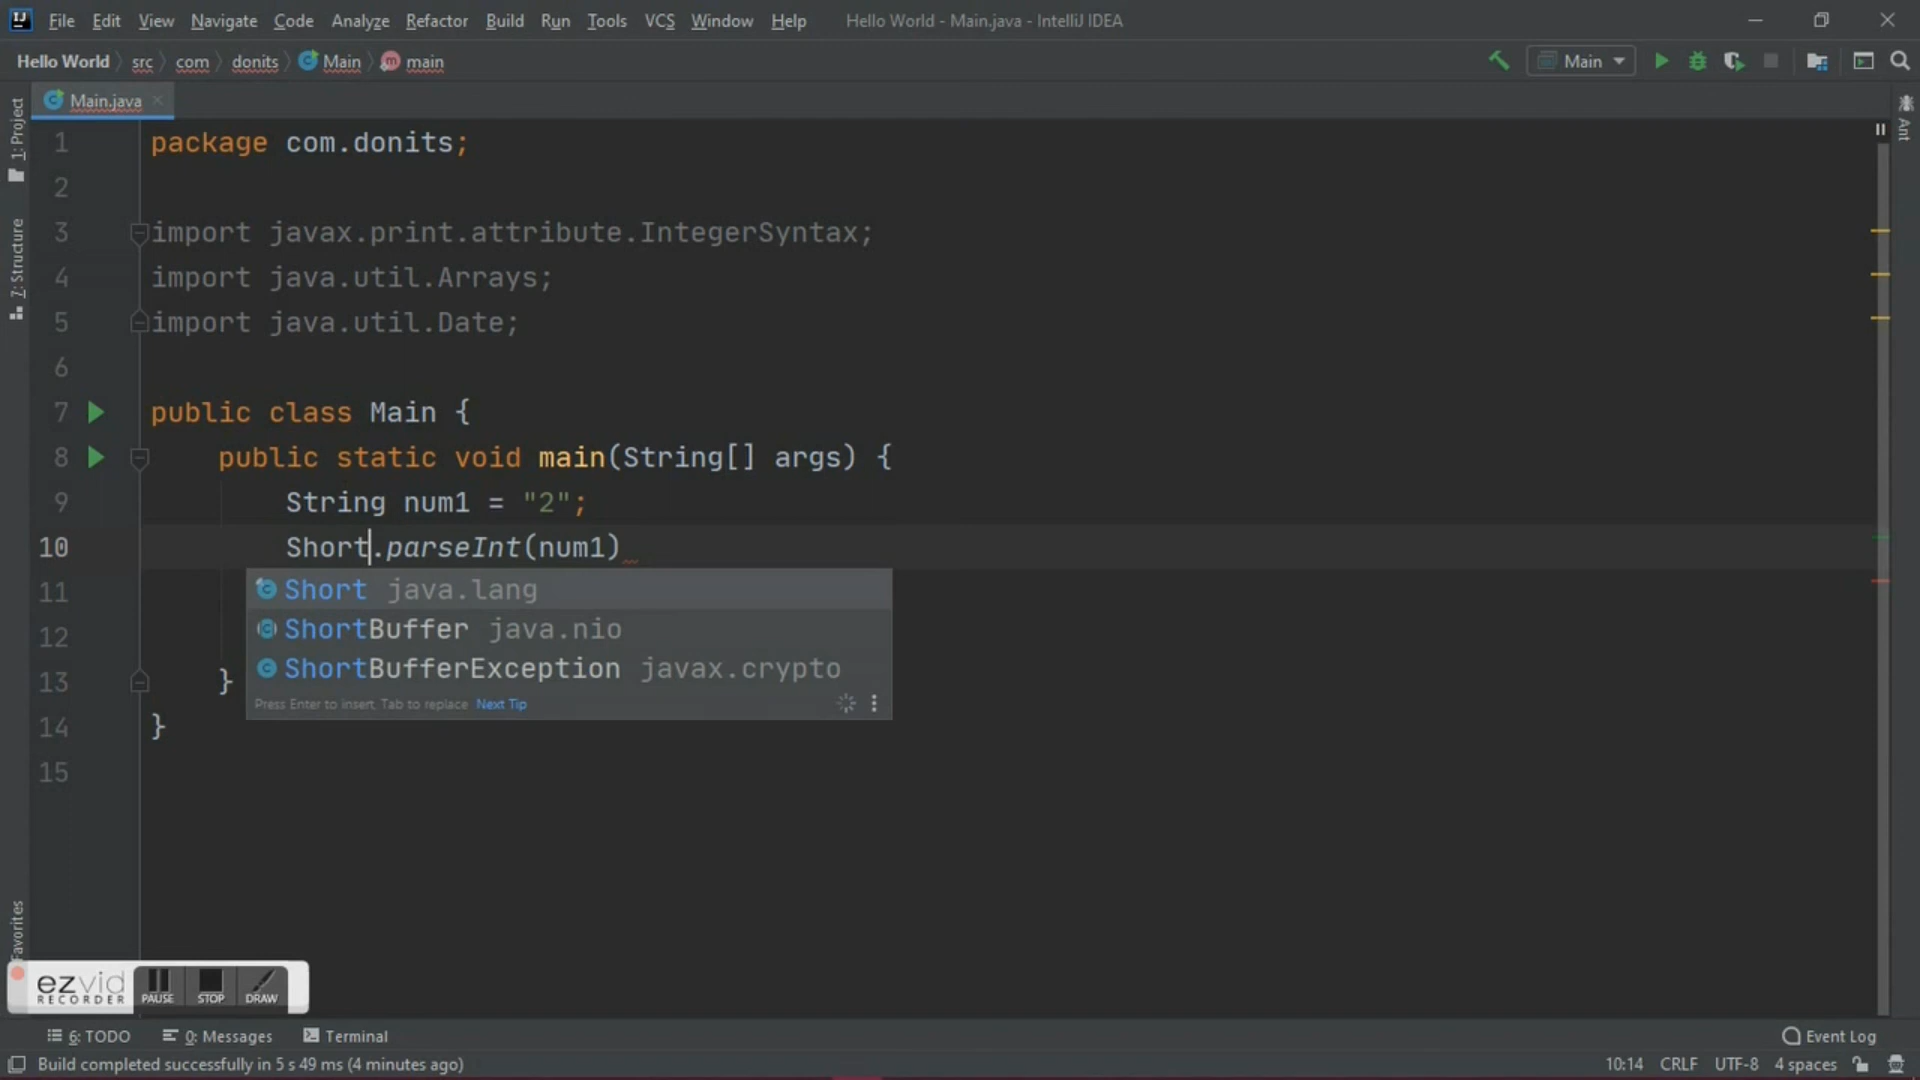 File Edit View Navigate Code Analyze Refactor Build Run Tools VCS Window Help Hello World - Main.java - IntelliJ IDEA
Hello World src com donits Main main Main
1: Project
7: Structure
Favorites
Ant
Main.java
1 package com.donits;
2
3 import javax.print.attribute.IntegerSyntax;
4 import java.util.Arrays;
5 import java.util.Date;
6
7 public class Main {
8 public static void main(String[] args) {
9 String num1 = "2";
10 Short.parseInt(num1)
11 Short java.lang
12 ShortBuffer java.nio
ShortBufferException javax.crypto
13 }
Press Enter to insert, Tab to replace Next Tip
14 }
15
ezvid
RECORDER
PAUSE STOP DRAW
6: TODO 0: Messages Terminal Event Log
Build completed successfully in 5 s 49 ms (4 minutes ago) 10:14 CRLF UTF-8 4 spaces